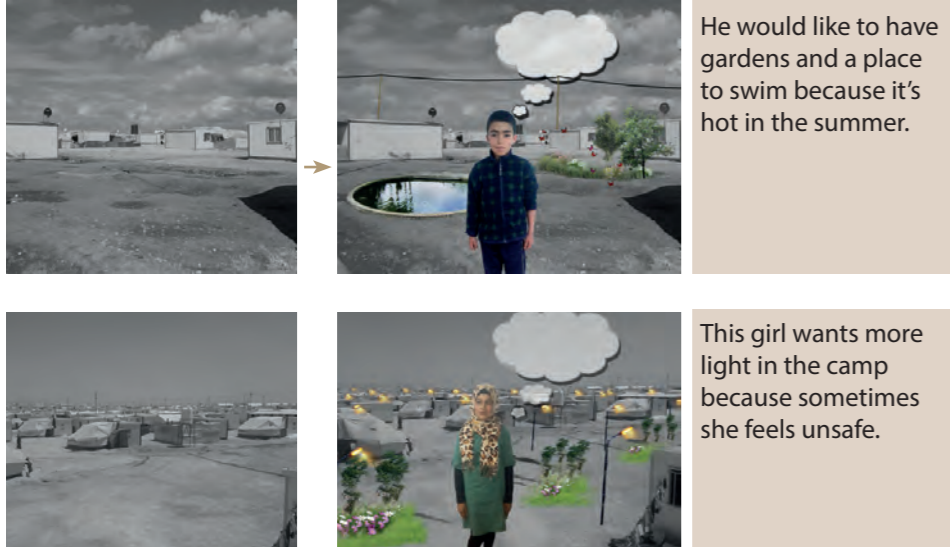 He would like to have
gardens and a place
to swim because it’s
hot in the summer.
This girl wants more
light in the camp
because sometimes
she feels unsafe.